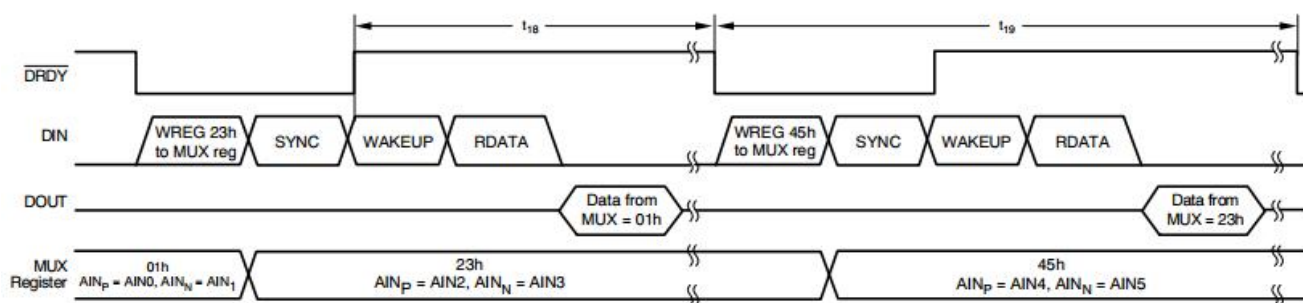 t18
t19
DRDY
DIN
WREG 23h
to MUX reg
SYNC
WAKEUP
RDATA
WREG 45h
to MUX reg
SYNC
WAKEUP
RDATA
DOUT
Data from
MUX = 01h
Data from
MUX = 23h
MUX
Register
01h
AINP = AIN0, AINN = AIN1
23h
AINP = AIN2, AINN = AIN3
45h
AINP = AIN4, AINN = AIN5